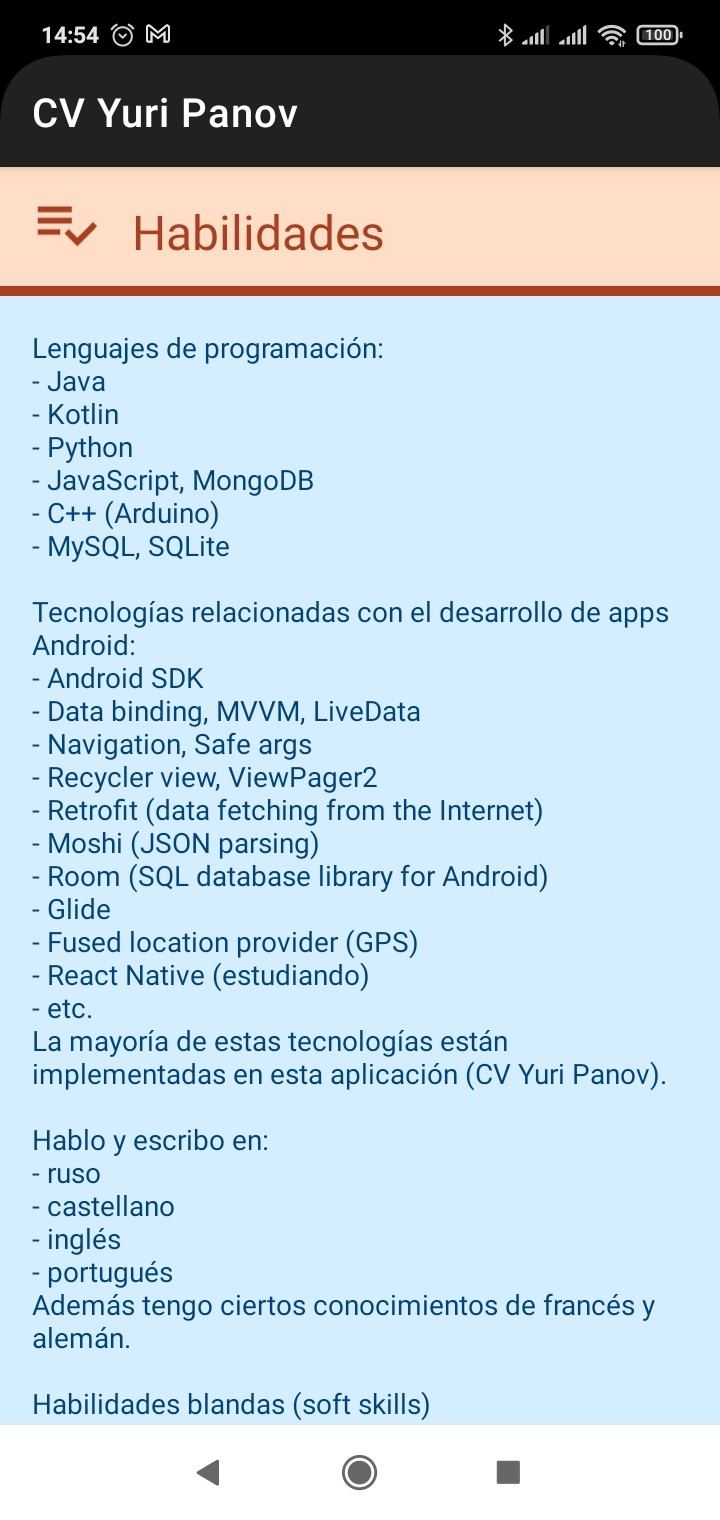 14:54
100
CV Yuri Panov
Habilidades
Lenguajes de programación:
- Java
- Kotlin
- Python
- JavaScript, MongoDB
- C++ (Arduino)
- MySQL, SQLite
Tecnologías relacionadas con el desarrollo de apps
Android:
- Android SDK
- Data binding, MVVM, LiveData
- Navigation, Safe args
- Recycler view, ViewPager2
- Retrofit (data fetching from the Internet)
- Moshi (JSON parsing)
- Room (SQL database library for Android)
- Glide
- Fused location provider (GPS)
- React Native (estudiando)
- etc.
La mayoría de estas tecnologías están
implementadas en esta aplicación (CV Yuri Panov).
Hablo y escribo en:
- ruso
- castellano
- inglés
- portugués
Además tengo ciertos conocimientos de francés y
alemán.
Habilidades blandas (soft skills)